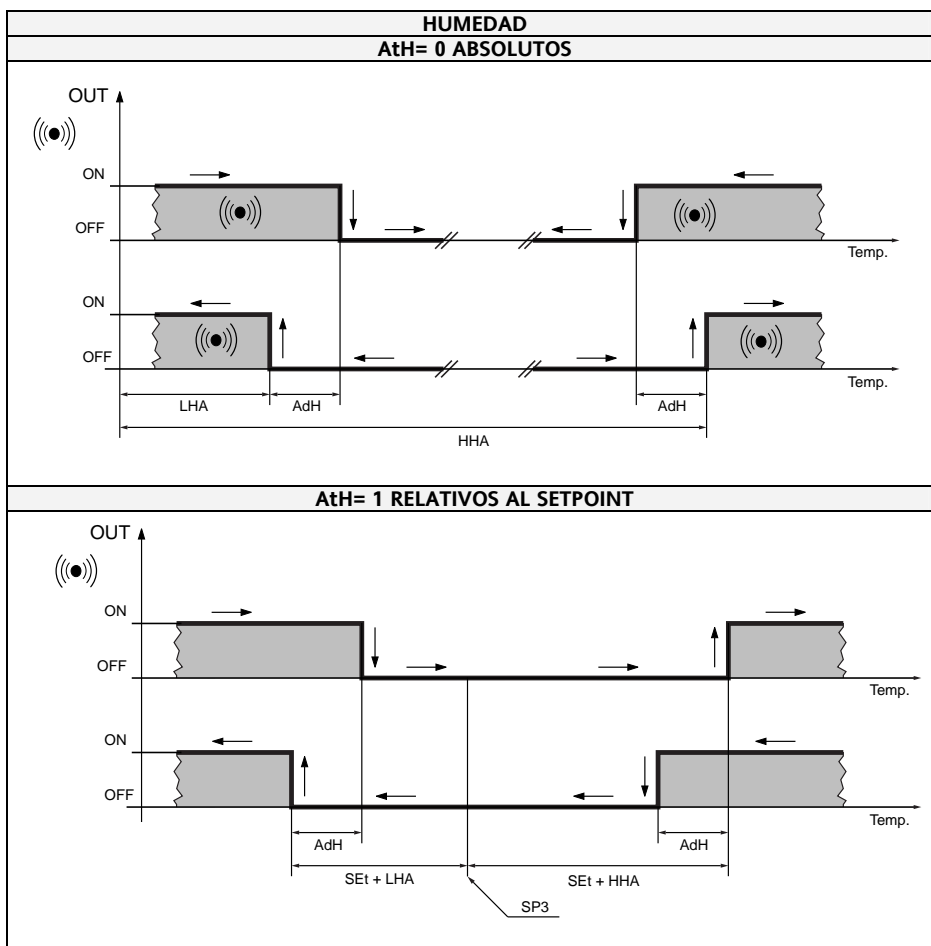 HUMEDAD
AtH= 0 ABSOLUTOS
OUT
ON
OFF
Temp.
ON
OFF
Temp.
LHA AdH AdH
HHA
AtH= 1 RELATIVOS AL SETPOINT
OUT
ON
OFF
Temp.
ON
OFF
Temp.
AdH AdH
SEt + LHA SEt + HHA
SP3